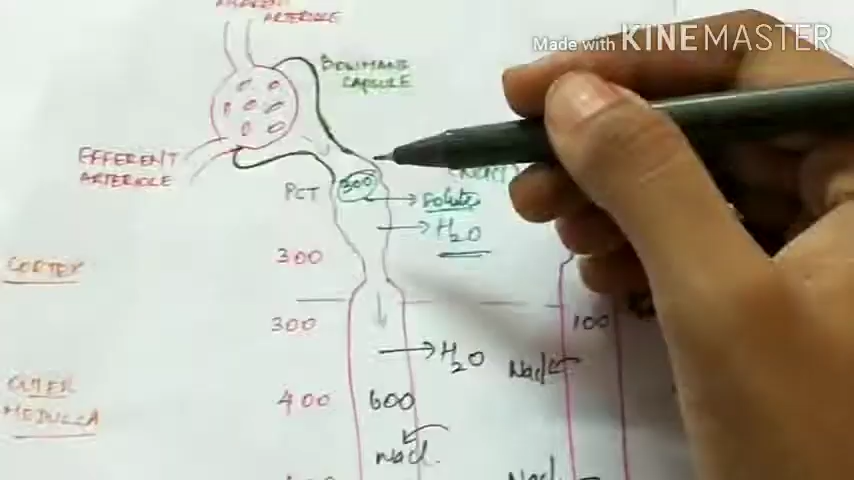 Made with KINEMASTER
AFFERENT
ARTERIOLE
BOWMANS
CAPSULE
EFFERENT
ARTERIOLE
PCT
300
Solute
H2O
CORTEX
300
300
100
H2O
NaCl
OUTER
MEDULLA
400
600
NaCl.
NaCl